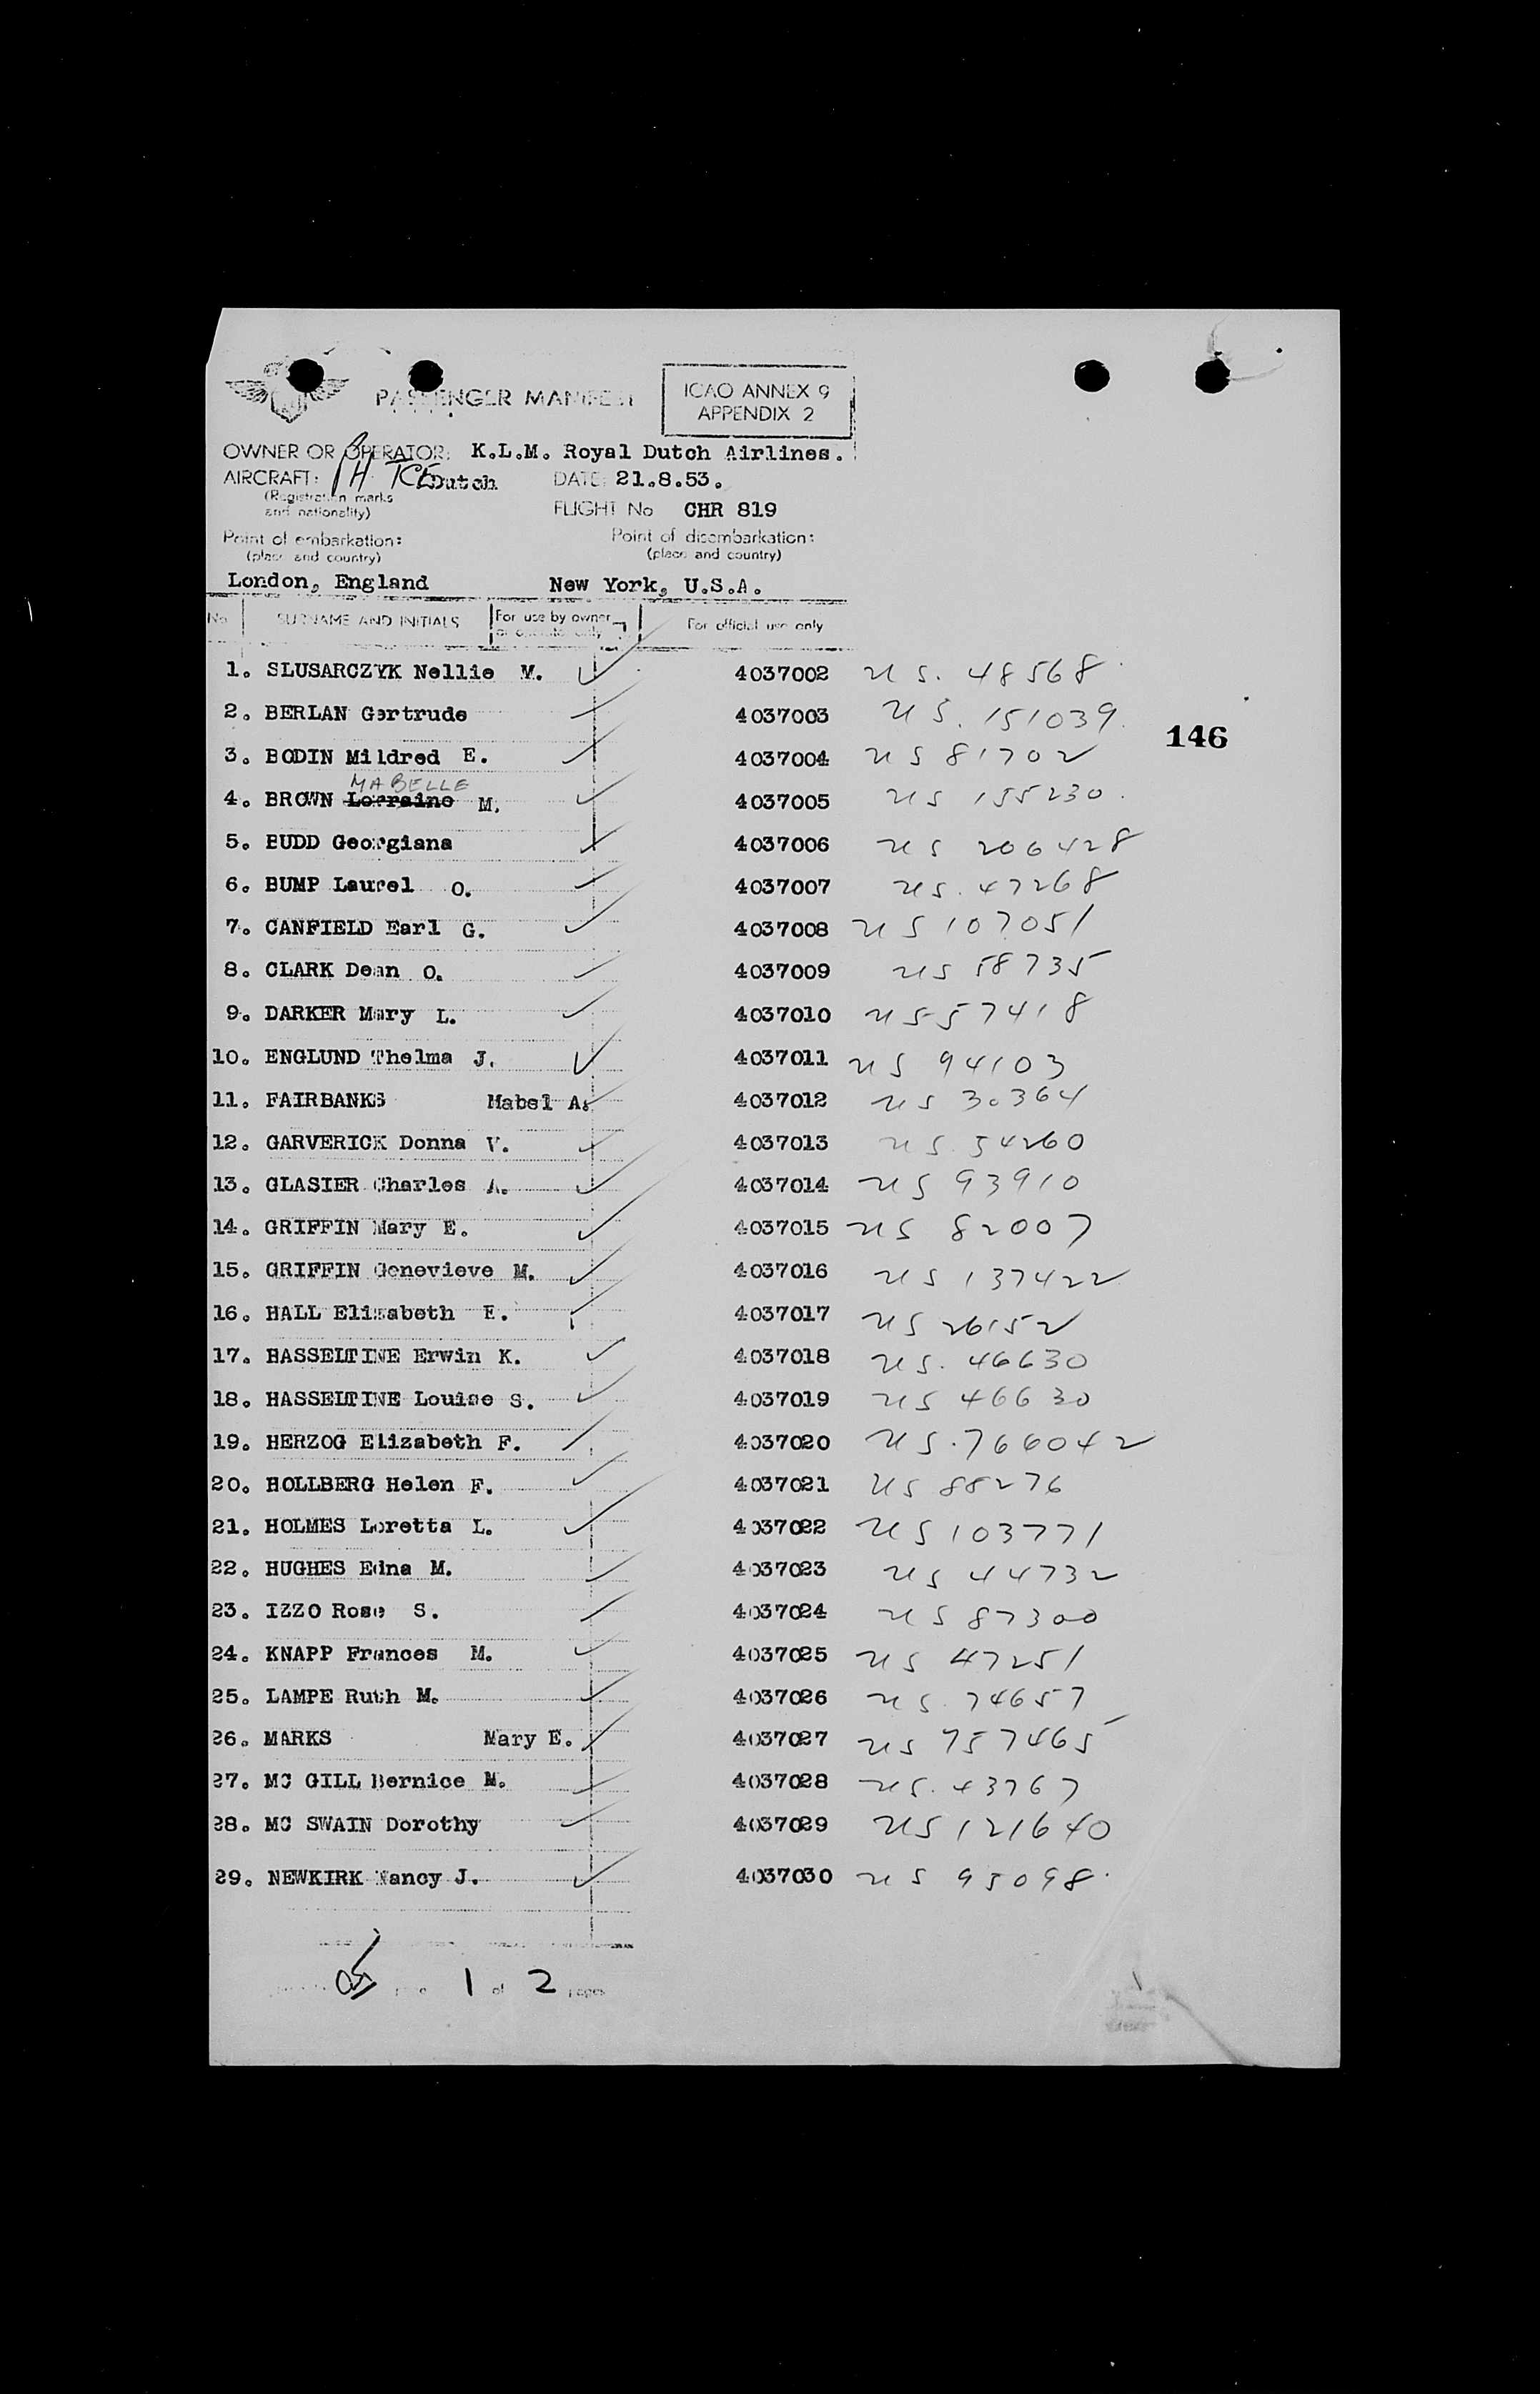 PASSENGER MANIFEST
ICAO ANNEX 9
APPENDIX 2
OWNER OR OPERATOR: K.L.M. Royal Dutch Airlines.
AIRCRAFT: PH Dutch DATE: 21.8.53.
(Registration marks
and nationality)
FLIGHT No CHR 819
Point of embarkation: Point of disembarkation:
(place and country) (place and country)
London, England New York, U.S.A.
No SURNAME AND INITIALS For use by owner or operator only For official use only
1. SLUSARCZYK Nellie M. 4037002 US. 48568
2. BERLAN Gertrude 4037003 US. 151039
146
3. BODIN Mildred E. 4037004 US 81702
MABELLE
4. BROWN Lorraine M. 4037005 US 155230
5. BUDD Georgiana 4037006 US 206428
6. BUMP Laurel O. 4037007 US. 47268
7. CANFIELD Earl G. 4037008 US 107051
8. CLARK Dean O. 4037009 US 58735
9. DARKER Mary L. 4037010 US 57418
10. ENGLUND Thelma J. 4037011 US 94103
11. FAIRBANKS Mabel A. 4037012 US 30364
12. GARVERICK Donna V. 4037013 US 54260
13. GLASIER Charles A. 4037014 US 93910
14. GRIFFIN Mary E. 4037015 US 82007
15. GRIFFIN Genevieve M. 4037016 US 137422
16. HALL Elizabeth E. 4037017 US 26152
17. HASSELTINE Erwin K. 4037018 US. 46630
18. HASSELTINE Louise S. 4037019 US 46630
19. HERZOG Elizabeth F. 4037020 US. 766042
20. HOLLBERG Helen F. 4037021 US 88276
21. HOLMES Loretta L. 4037022 US 103771
22. HUGHES Edna M. 4037023 US 44732
23. IZZO Rose S. 4037024 US 87300
24. KNAPP Frances M. 4037025 US 47251
25. LAMPE Ruth M. 4037026 US. 74657
26. MARKS Mary E. 4037027 US 757465
27. MC GILL Bernice M. 4037028 US. 43767
28. MC SWAIN Dorothy 4037029 US 121640
29. NEWKIRK Nancy J. 4037030 US 95098
1 of 2 pages